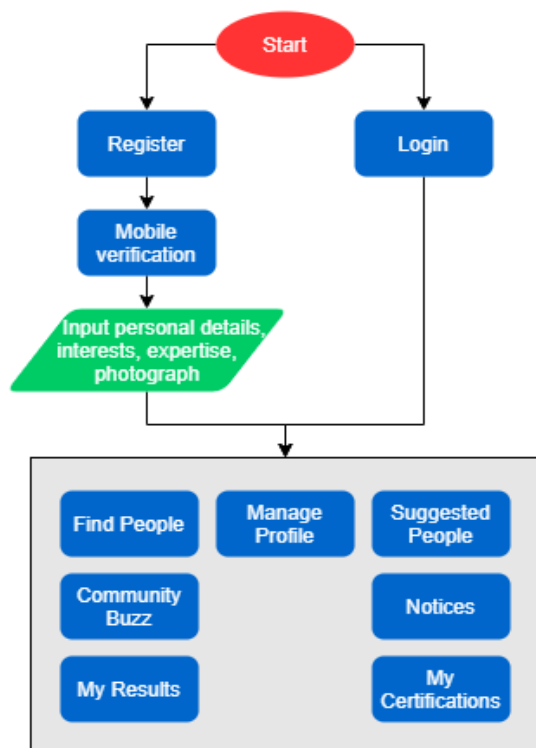 Start
Register
Login
Mobile
verification
Input personal details,
interests, expertise,
photograph
Find People
Manage
Profile
Suggested
People
Community
Buzz
Notices
My Results
My
Certifications